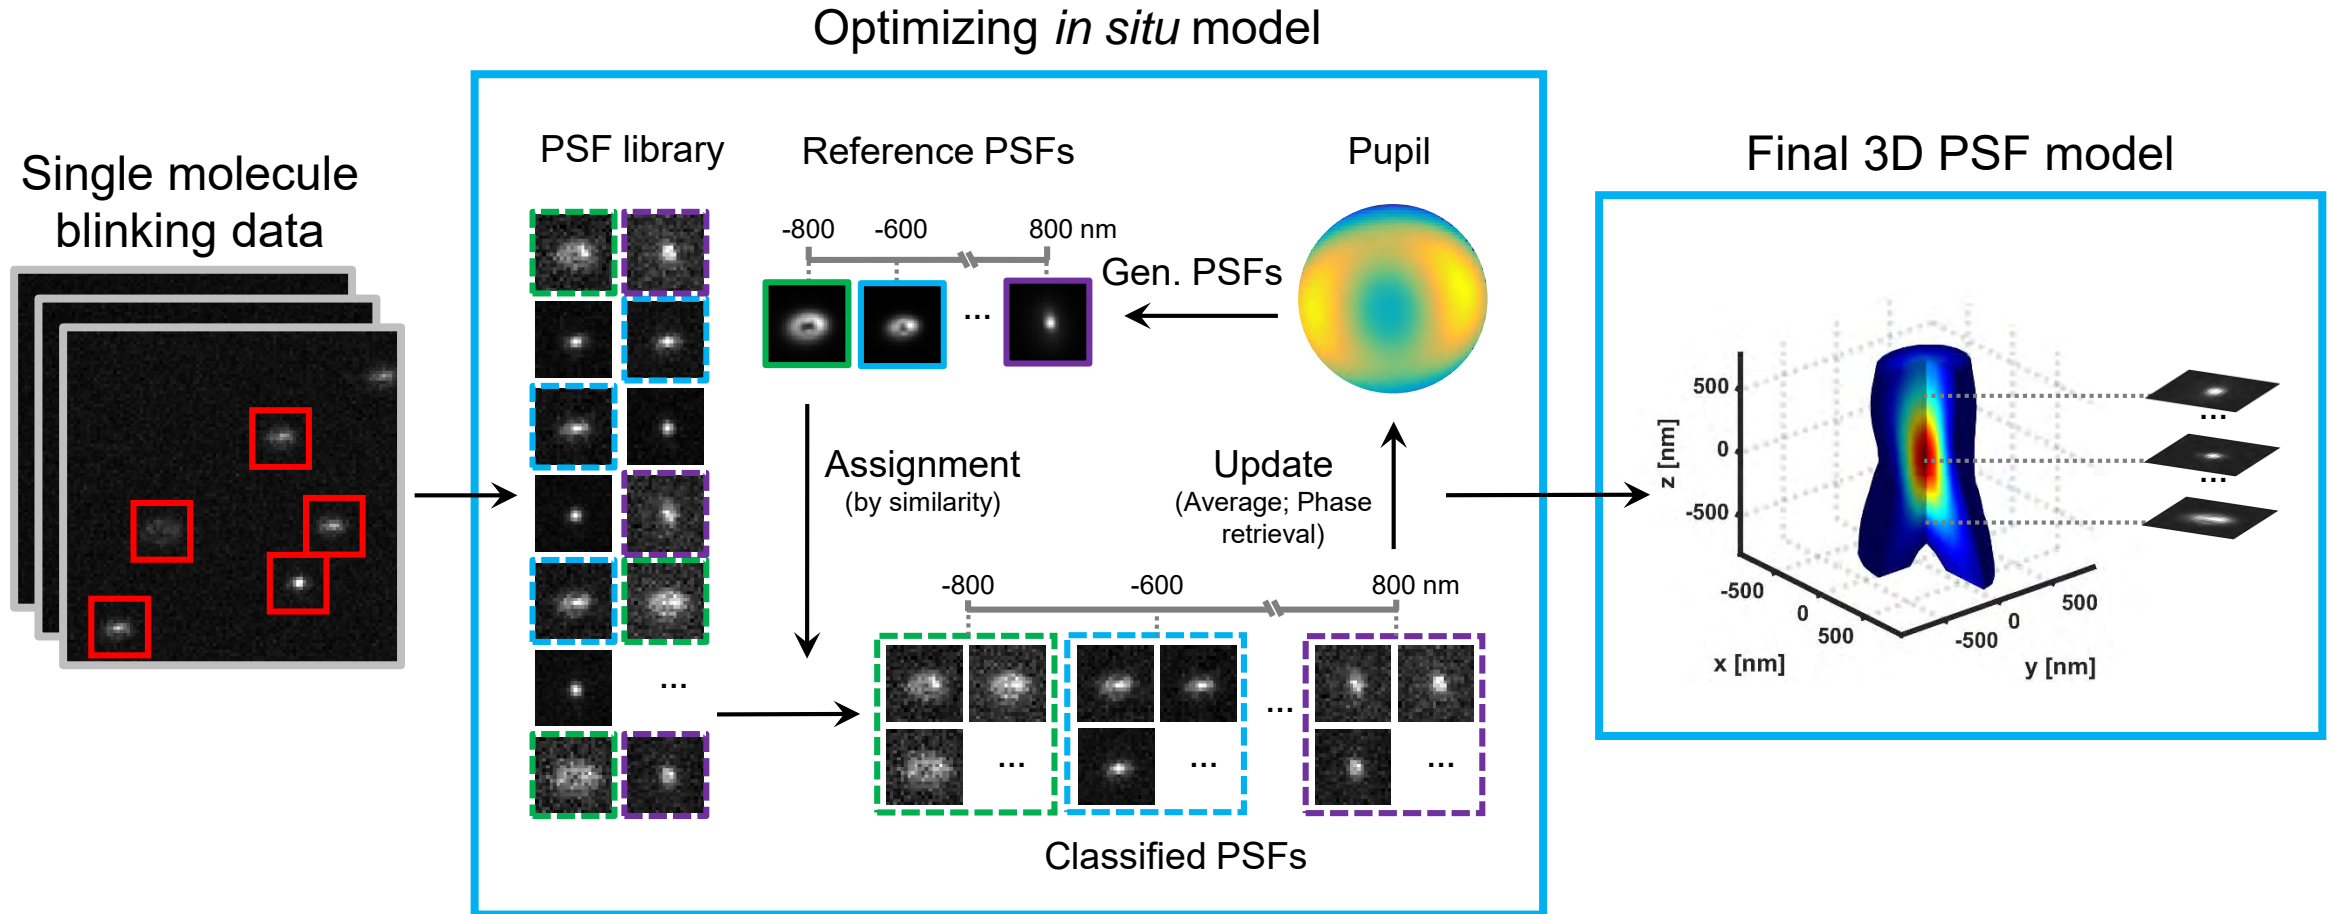 Optimizing in situ model
Single molecule
blinking data
PSF library
Reference PSFs
Pupil
-800 -600 800 nm
...
Gen. PSFs
Assignment
(by similarity)
Update
(Average; Phase
retrieval)
...
-800 -600 800 nm
...
... ... ...
Classified PSFs
Final 3D PSF model
500
0
-500
z [nm]
-500
0
500
x [nm]
-500
0
500
y [nm]
...
...